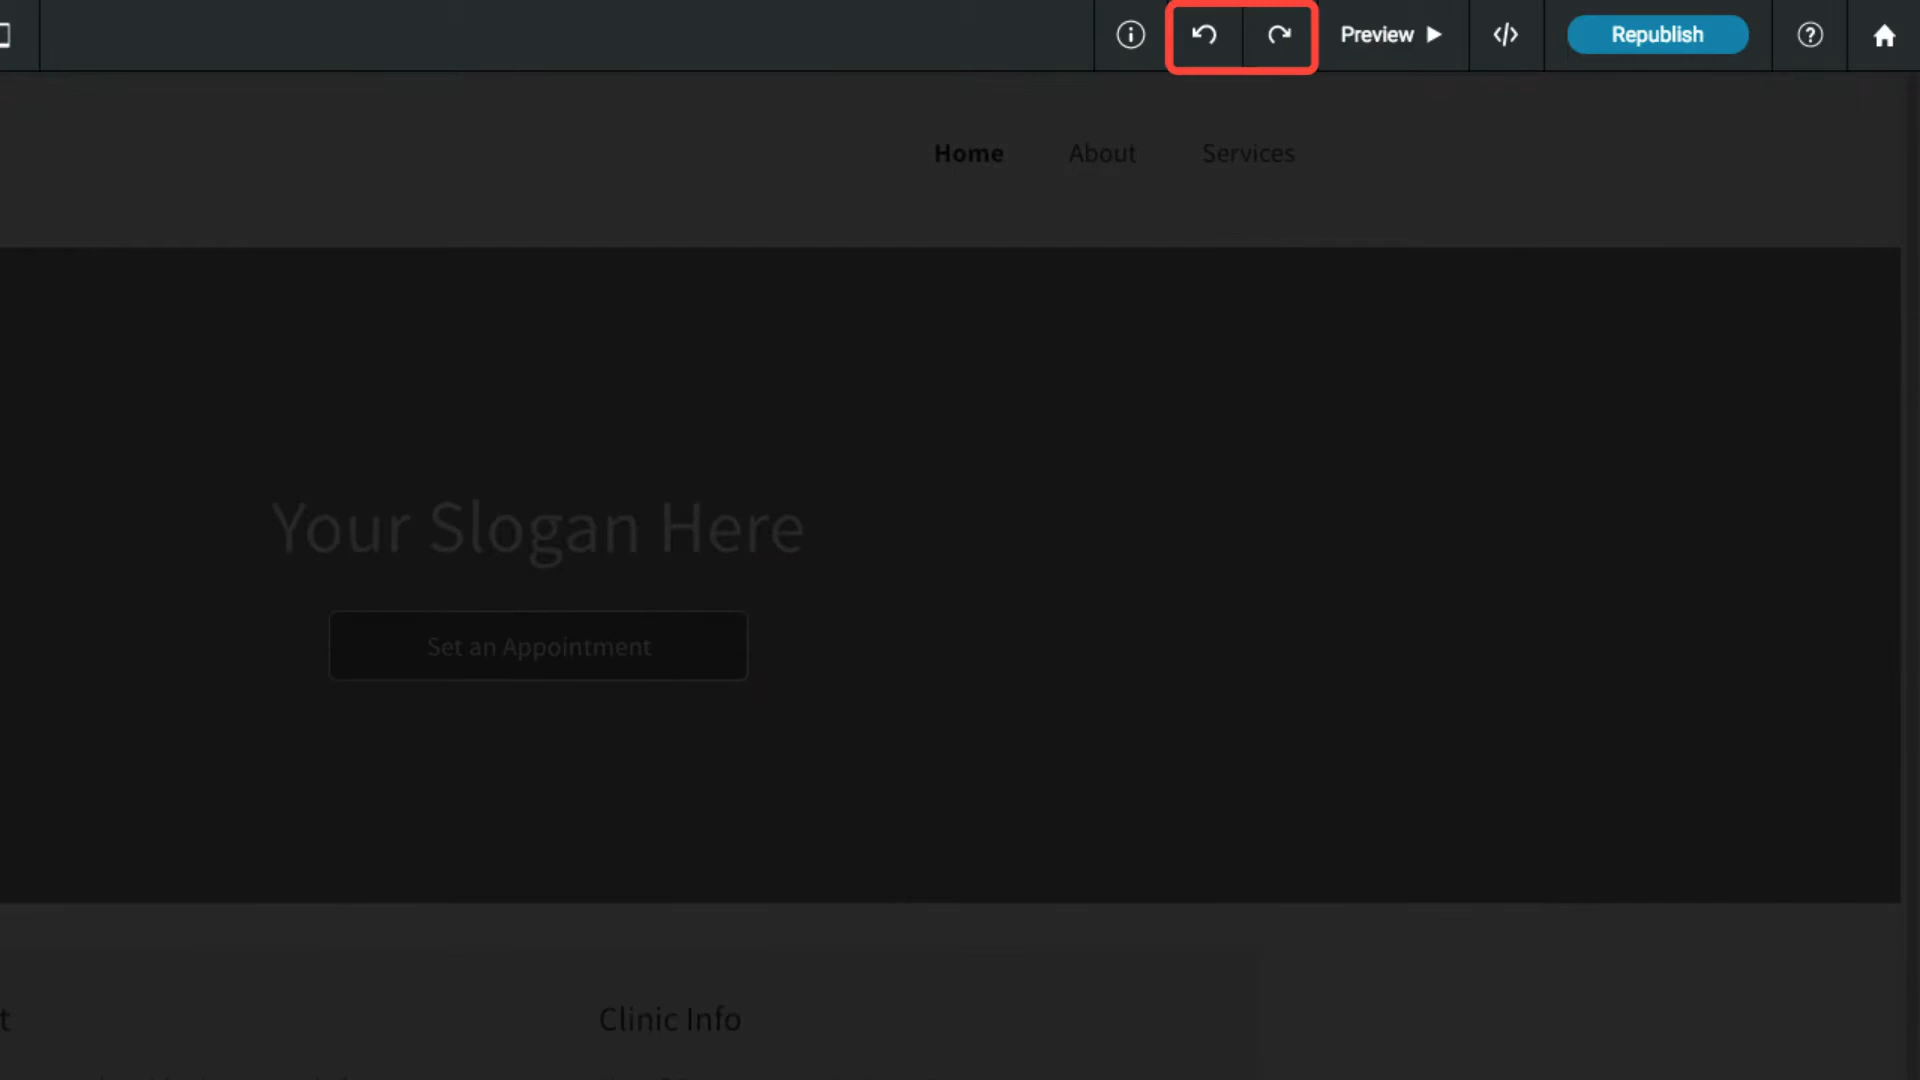 Preview
Republish
Home About Services
Your Slogan Here
Set an Appointment
t
Clinic Info